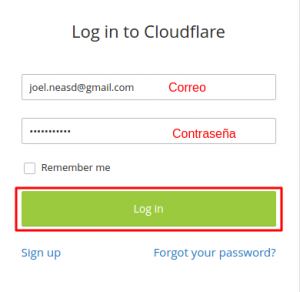 Log in to Cloudflare
joel.neasd@gmail.com Correo
••••••••••• Contraseña
Remember me
Log in
Sign up Forgot your password?